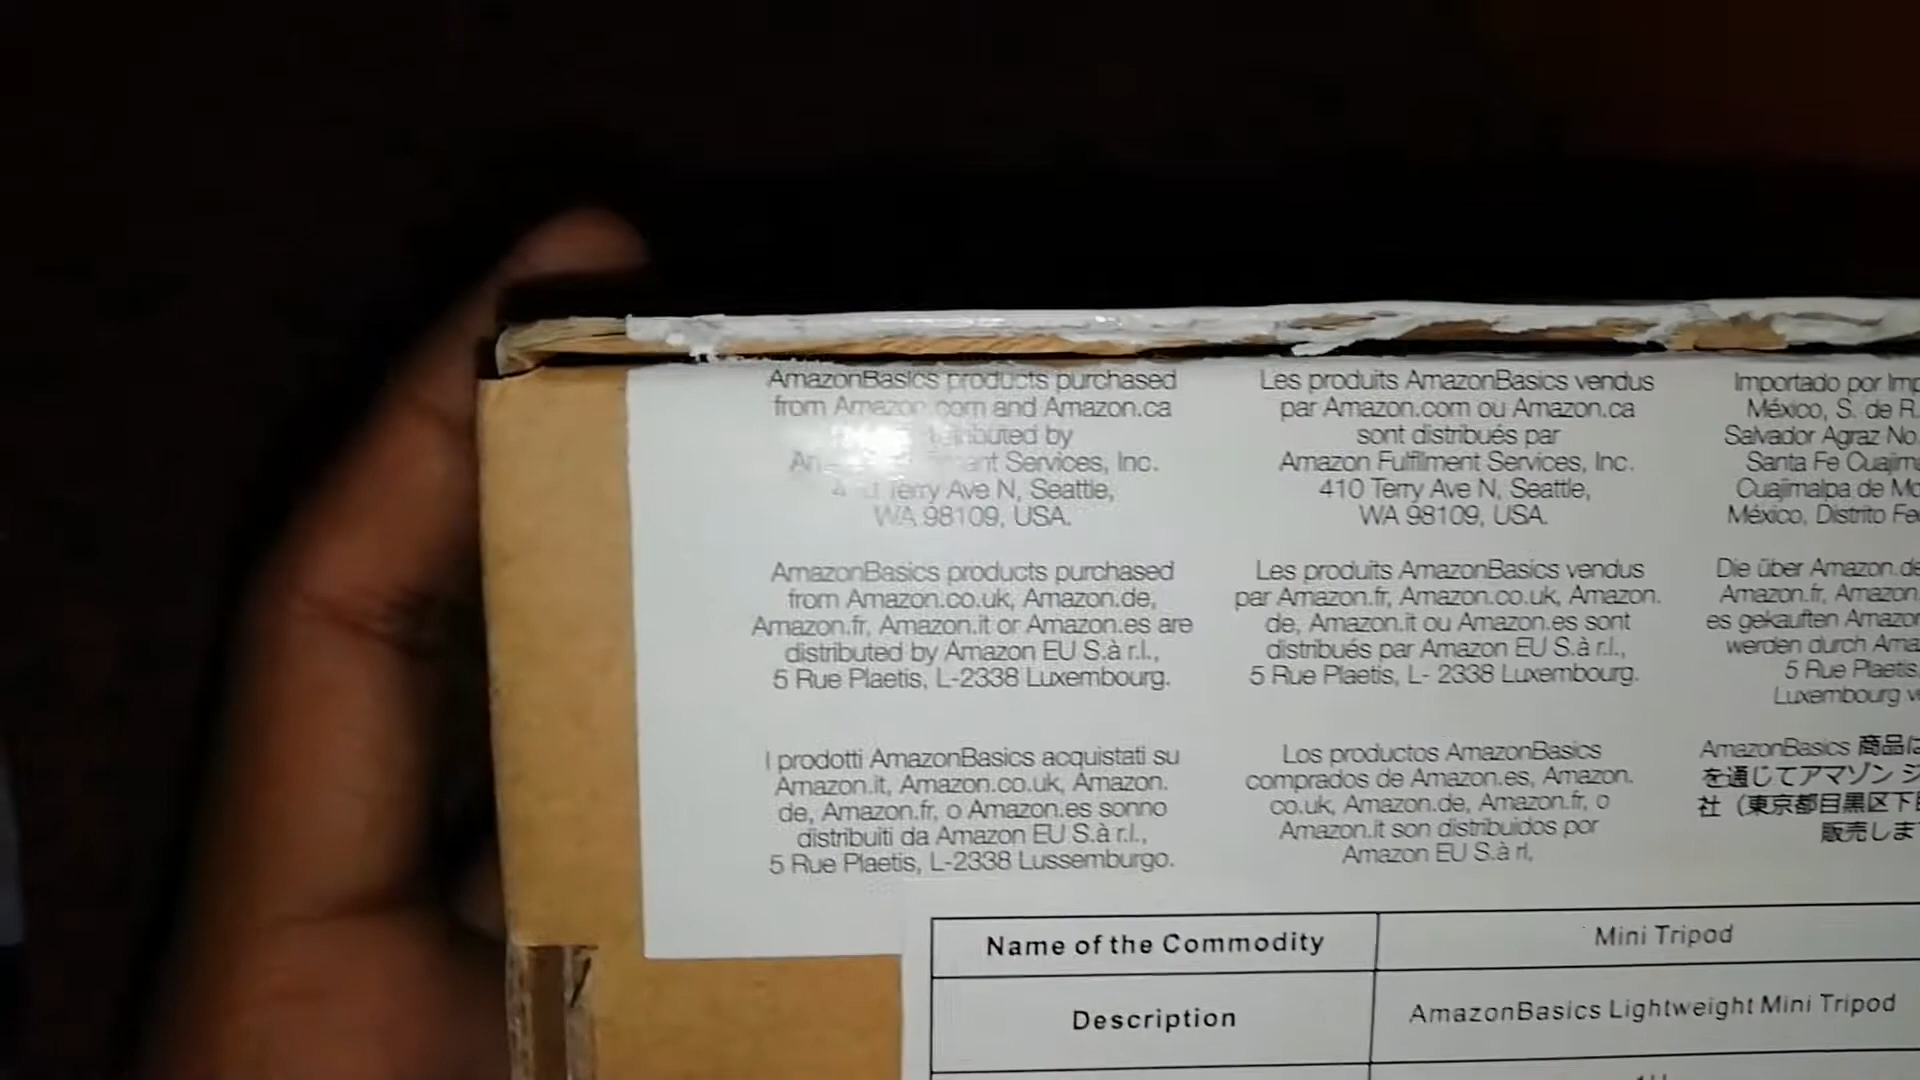 AmazonBasics products purchased
from Amazon.com and Amazon.ca
by
Services, Inc.
Terry Ave N, Seattle,
WA 98109, USA.
Les produits AmazonBasics vendus
par Amazon.com ou Amazon.ca
sont distribués par
Amazon Fulfilment Services, Inc.
410 Terry Ave N, Seattle,
WA 98109, USA.
Importado por
México, S. de R.
Salvador Agraz No.
Santa Fe
Cuajimalpa de
México, Distrito
AmazonBasics products purchased
from Amazon.co.uk, Amazon.de,
Amazon.fr, Amazon.it or Amazon.es are
distributed by Amazon EU S.à r.l.,
5 Rue Plaetis, L-2338 Luxembourg.
Les produits AmazonBasics vendus
par Amazon.fr, Amazon.co.uk, Amazon.
de, Amazon.it ou Amazon.es sont
distribués par Amazon EU S.à r.l.,
5 Rue Plaetis, L- 2338 Luxembourg.
Die über Amazon.de
Amazon.fr,
es gekauften
werden durch
5 Rue Plaetis
Luxembourg
I prodotti AmazonBasics acquistati su
Amazon.it, Amazon.co.uk, Amazon.
de, Amazon.fr, o Amazon.es sonno
distribuiti da Amazon EU S.à r.l.,
5 Rue Plaetis, L-2338 Lussemburgo.
Los productos AmazonBasics
comprados de Amazon.es, Amazon.
co.uk, Amazon.de, Amazon.fr, o
Amazon.it son distribuidos por
Amazon EU S.à rl,
AmazonBasics 商品は
を通じてアマゾン ジ
社（東京都目黒区下
販売しま
Name of the Commodity
Mini Tripod
Description
AmazonBasics Lightweight Mini Tripod